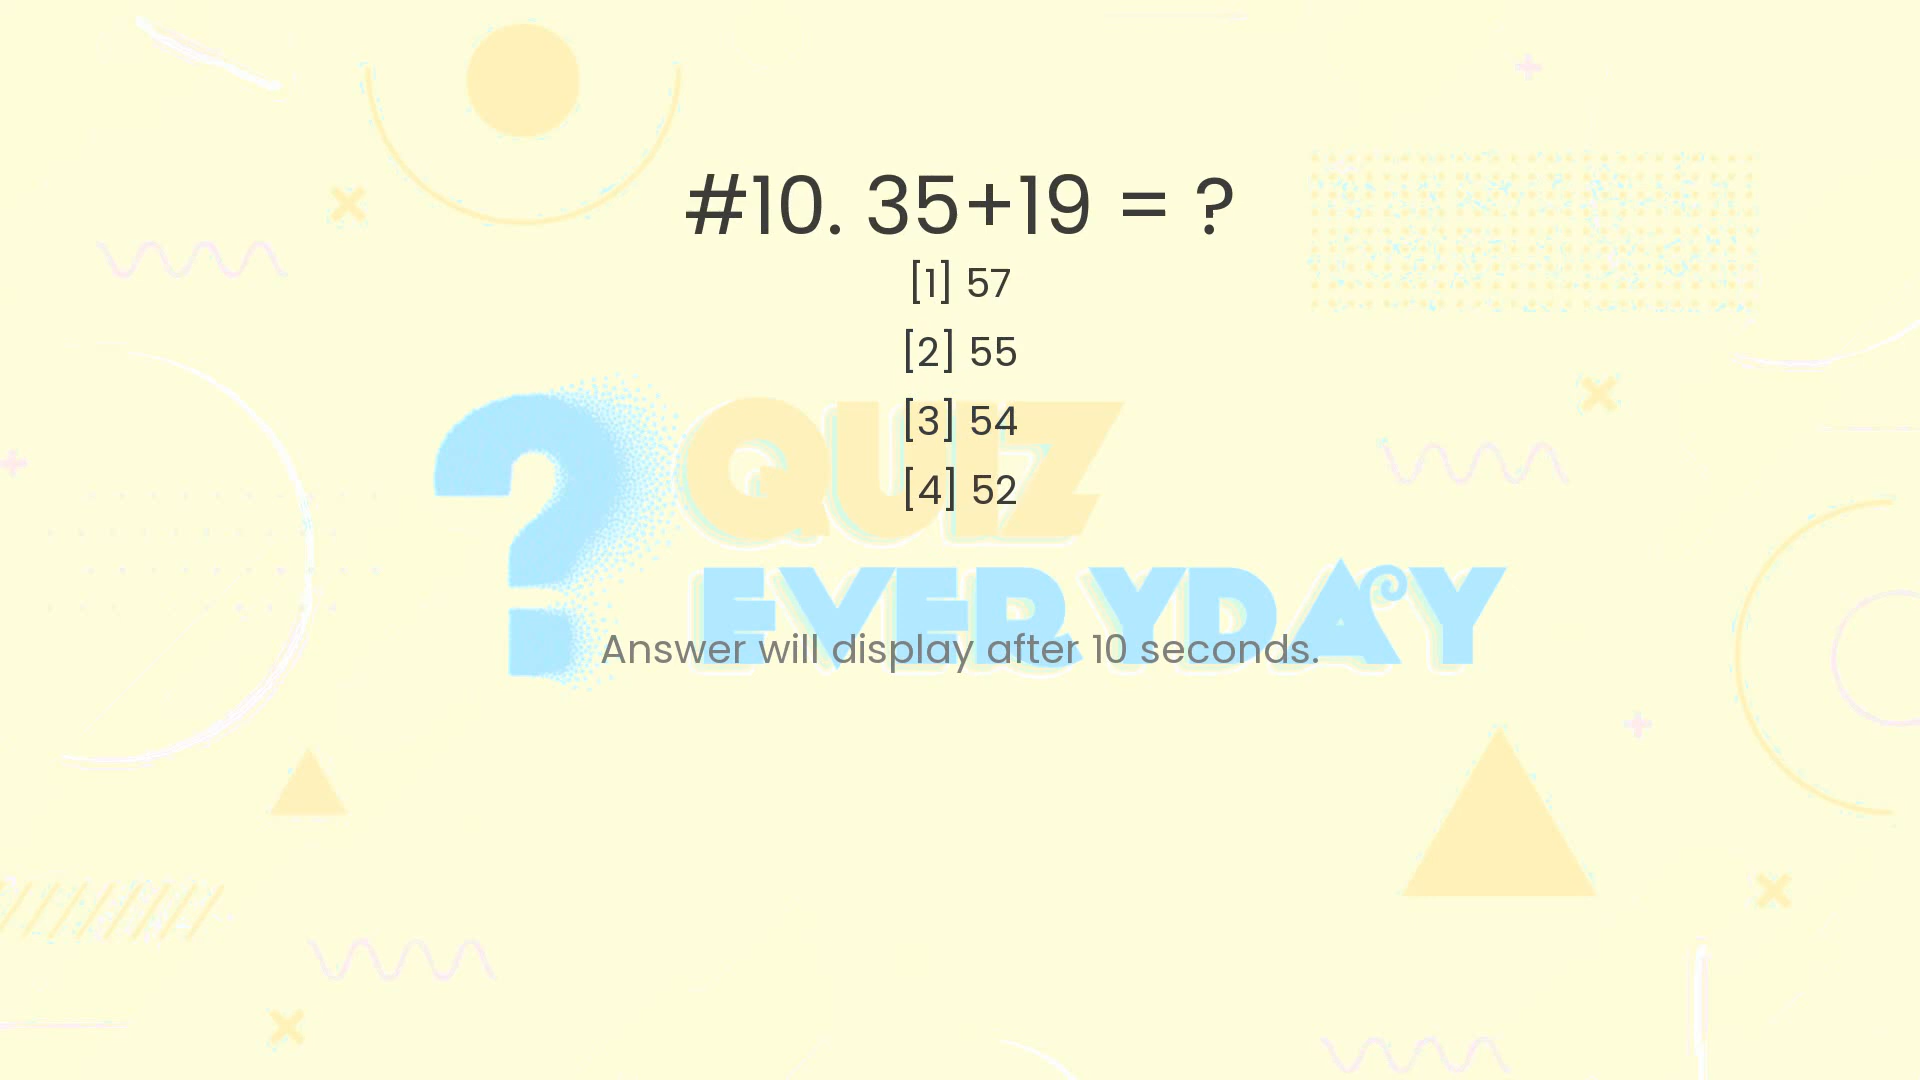 #10. 35+19 = ?
[1] 57
[2] 55
[3] 54
[4] 52
QUIZ
EVERYDAY
Answer will display after 10 seconds.